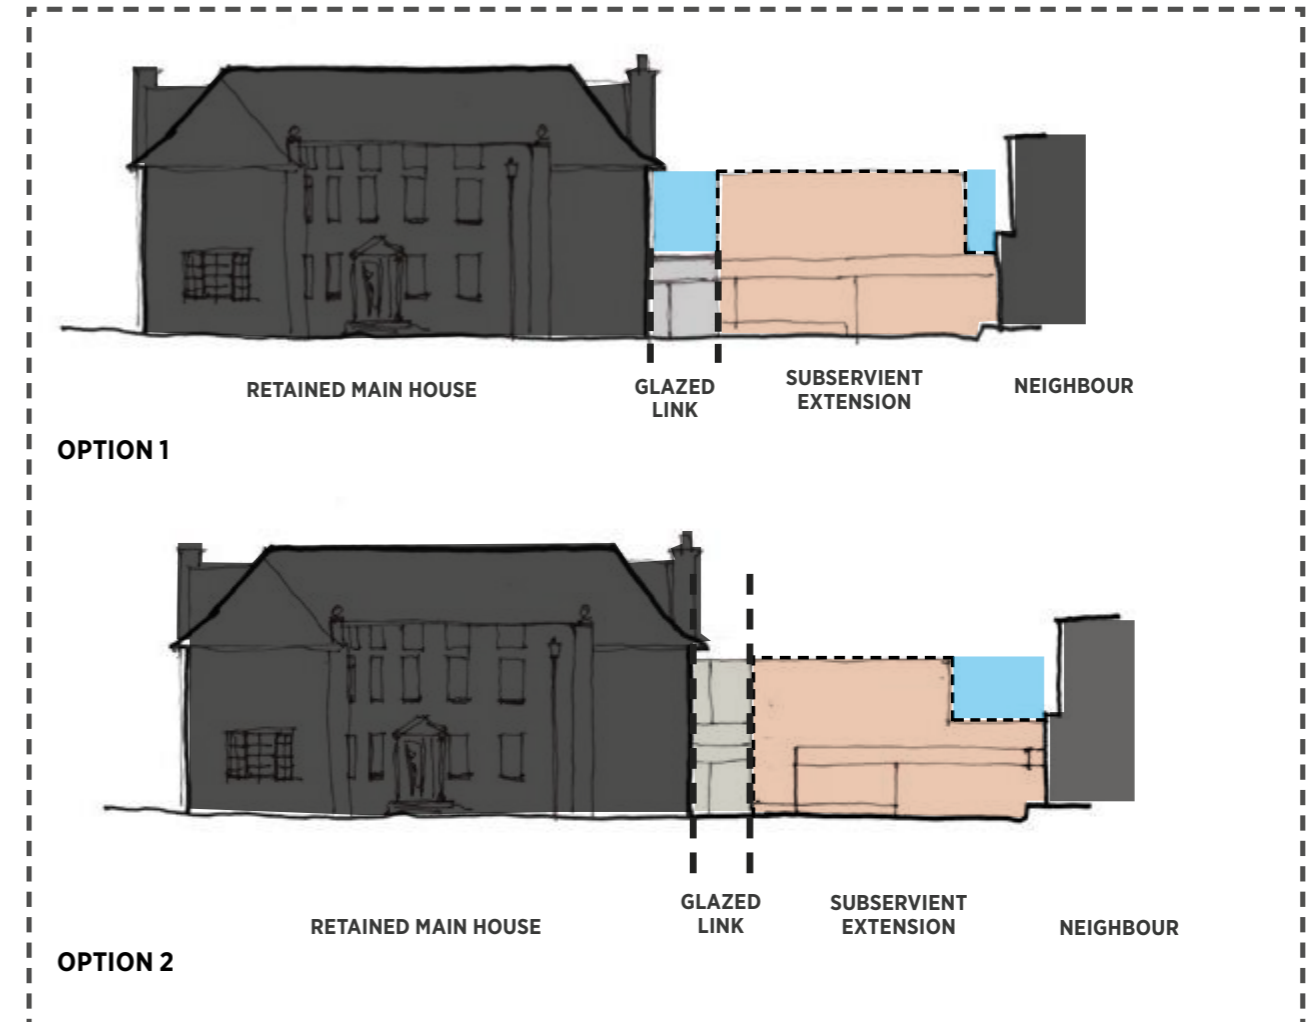 RETAINED MAIN HOUSE
GLAZED
LINK
SUBSERVIENT
EXTENSION
NEIGHBOUR
OPTION 1
RETAINED MAIN HOUSE
GLAZED
LINK
SUBSERVIENT
EXTENSION
NEIGHBOUR
OPTION 2